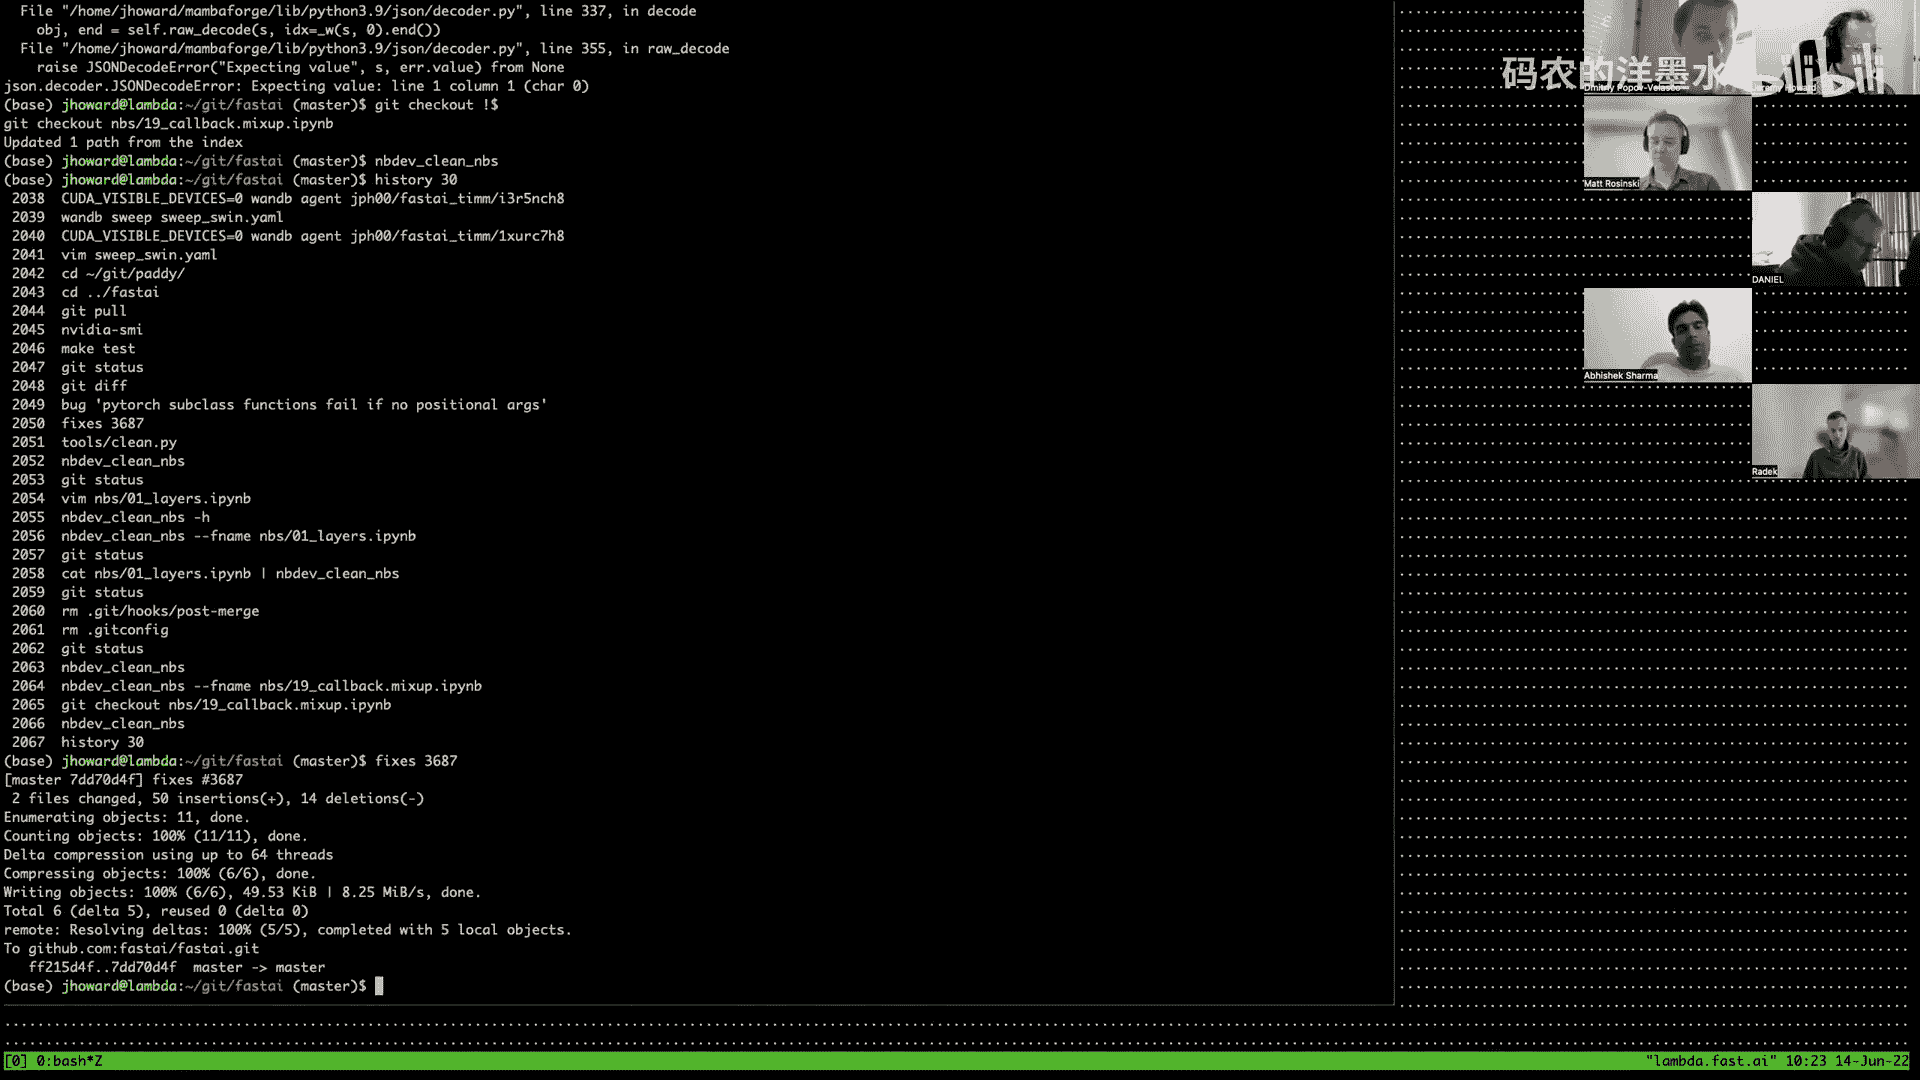 File "/home/jhoward/mambaforge/lib/python3.9/json/decoder.py", line 337, in decode
obj, end = self.raw_decode(s, idx=_w(s, 0).end())
File "/home/jhoward/mambaforge/lib/python3.9/json/decoder.py", line 355, in raw_decode
raise JSONDecodeError("Expecting value", s, err.value) from None
json.decoder.JSONDecodeError: Expecting value: line 1 column 1 (char 0)
(base) jhoward@lambda:~/git/fastai (master)$ git checkout !$
git checkout nbs/19_callback.mixup.ipynb
Updated 1 path from the index
(base) jhoward@lambda:~/git/fastai (master)$ nbdev_clean_nbs
(base) jhoward@lambda:~/git/fastai (master)$ history 30
2038 CUDA_VISIBLE_DEVICES=0 wandb agent jph00/fastai_timm/i3r5nch8
2039 wandb sweep sweep_swin.yaml
2040 CUDA_VISIBLE_DEVICES=0 wandb agent jph00/fastai_timm/1xurc7h8
2041 vim sweep_swin.yaml
2042 cd ~/git/paddy/
2043 cd ../fastai
2044 git pull
2045 nvidia-smi
2046 make test
2047 git status
2048 git diff
2049 bug 'pytorch subclass functions fail if no positional args'
2050 fixes 3687
2051 tools/clean.py
2052 nbdev_clean_nbs
2053 git status
2054 vim nbs/01_layers.ipynb
2055 nbdev_clean_nbs -h
2056 nbdev_clean_nbs --fname nbs/01_layers.ipynb
2057 git status
2058 cat nbs/01_layers.ipynb | nbdev_clean_nbs
2059 git status
2060 rm .git/hooks/post-merge
2061 rm .gitconfig
2062 git status
2063 nbdev_clean_nbs
2064 nbdev_clean_nbs --fname nbs/19_callback.mixup.ipynb
2065 git checkout nbs/19_callback.mixup.ipynb
2066 nbdev_clean_nbs
2067 history 30
(base) jhoward@lambda:~/git/fastai (master)$ fixes 3687
[master 7dd70d4f] fixes #3687
2 files changed, 50 insertions(+), 14 deletions(-)
Enumerating objects: 11, done.
Counting objects: 100% (11/11), done.
Delta compression using up to 64 threads
Compressing objects: 100% (6/6), done.
Writing objects: 100% (6/6), 49.53 KiB | 8.25 MiB/s, done.
Total 6 (delta 5), reused 0 (delta 0)
remote: Resolving deltas: 100% (5/5), completed with 5 local objects.
To github.com:fastai/fastai.git
ff215d4f..7dd70d4f master -> master
(base) jhoward@lambda:~/git/fastai (master)$
[0] 0:bash*Z "lambda.fast.ai" 10:23 14-Jun-22
码农的洋墨水 bilibili
Dmitriy Popov-Velasco
Jeremy Howard
Matt Rosinski
DANIEL
Abhishek Sharma
Radek